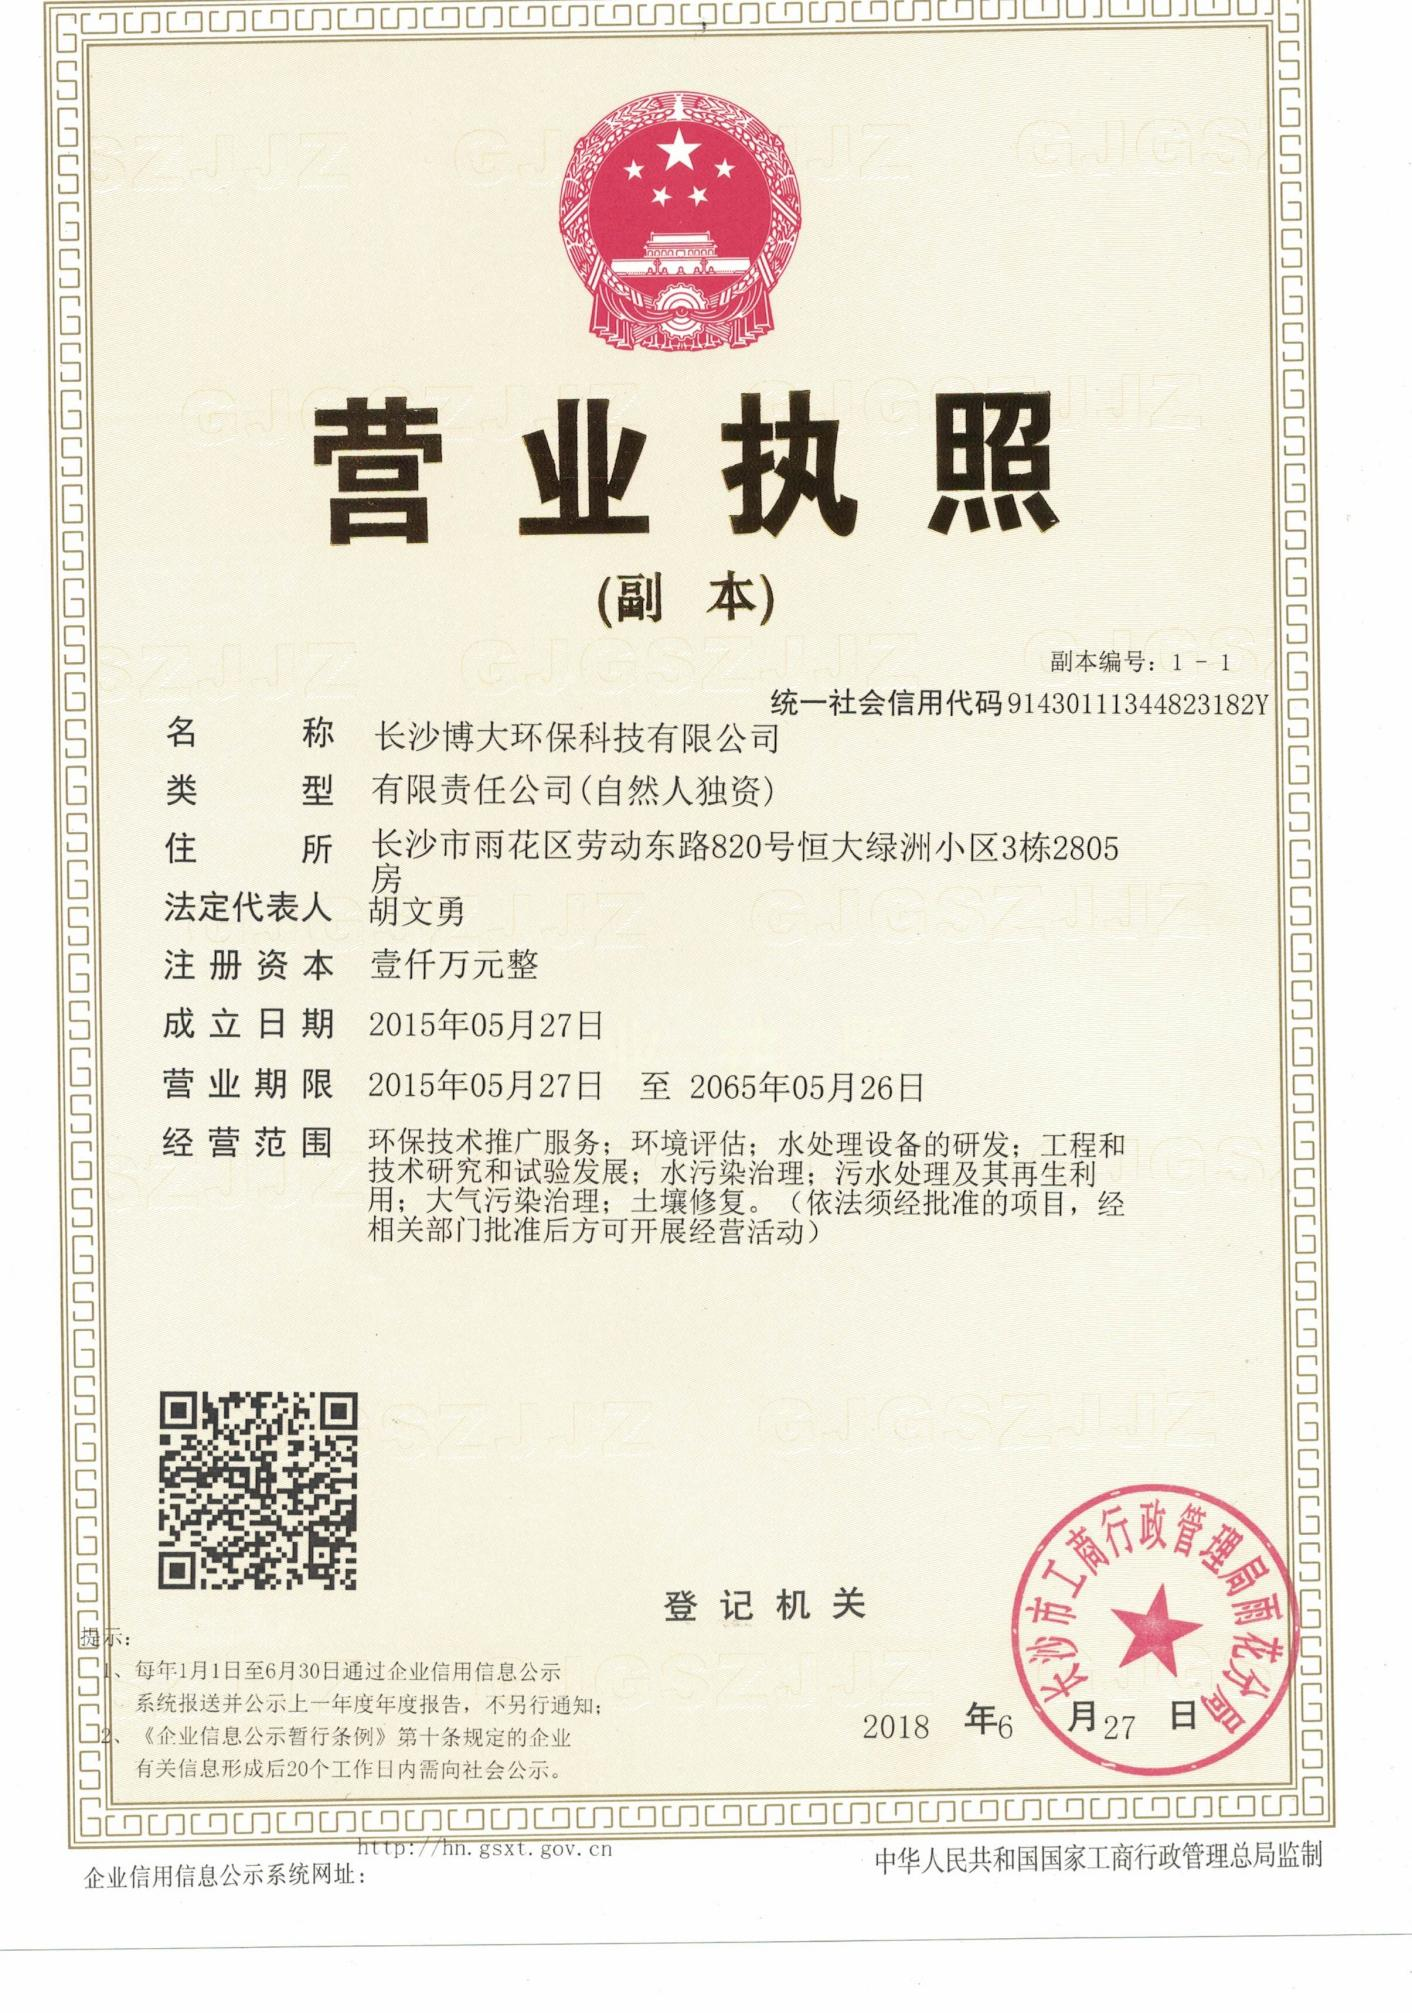 营业执照
(副 本)
副本编号：1 - 1
统一社会信用代码91430111344823182Y
名 称 长沙博大环保科技有限公司
类 型 有限责任公司(自然人独资)
住 所 长沙市雨花区劳动东路820号恒大绿洲小区3栋2805
房
法定代表人 胡文勇
注册资本 壹仟万元整
成立日期 2015年05月27日
营业期限 2015年05月27日 至 2065年05月26日
经营范围 环保技术推广服务；环境评估；水处理设备的研发；工程和
技术研究和试验发展；水污染治理；污水处理及其再生利
用；大气污染治理；土壤修复。（依法须经批准的项目，经
相关部门批准后方可开展经营活动）
长沙市工商行政管理局雨花分局
登记机关
2018 年6 月27 日
提示：
1、每年1月1日至6月30日通过企业信用信息公示
系统报送并公示上一年度年度报告，不另行通知；
2、《企业信息公示暂行条例》第十条规定的企业
有关信息形成后20个工作日内需向社会公示。
http://hn.gsxt.gov.cn
企业信用信息公示系统网址：
中华人民共和国国家工商行政管理总局监制
GJGSZJJZ